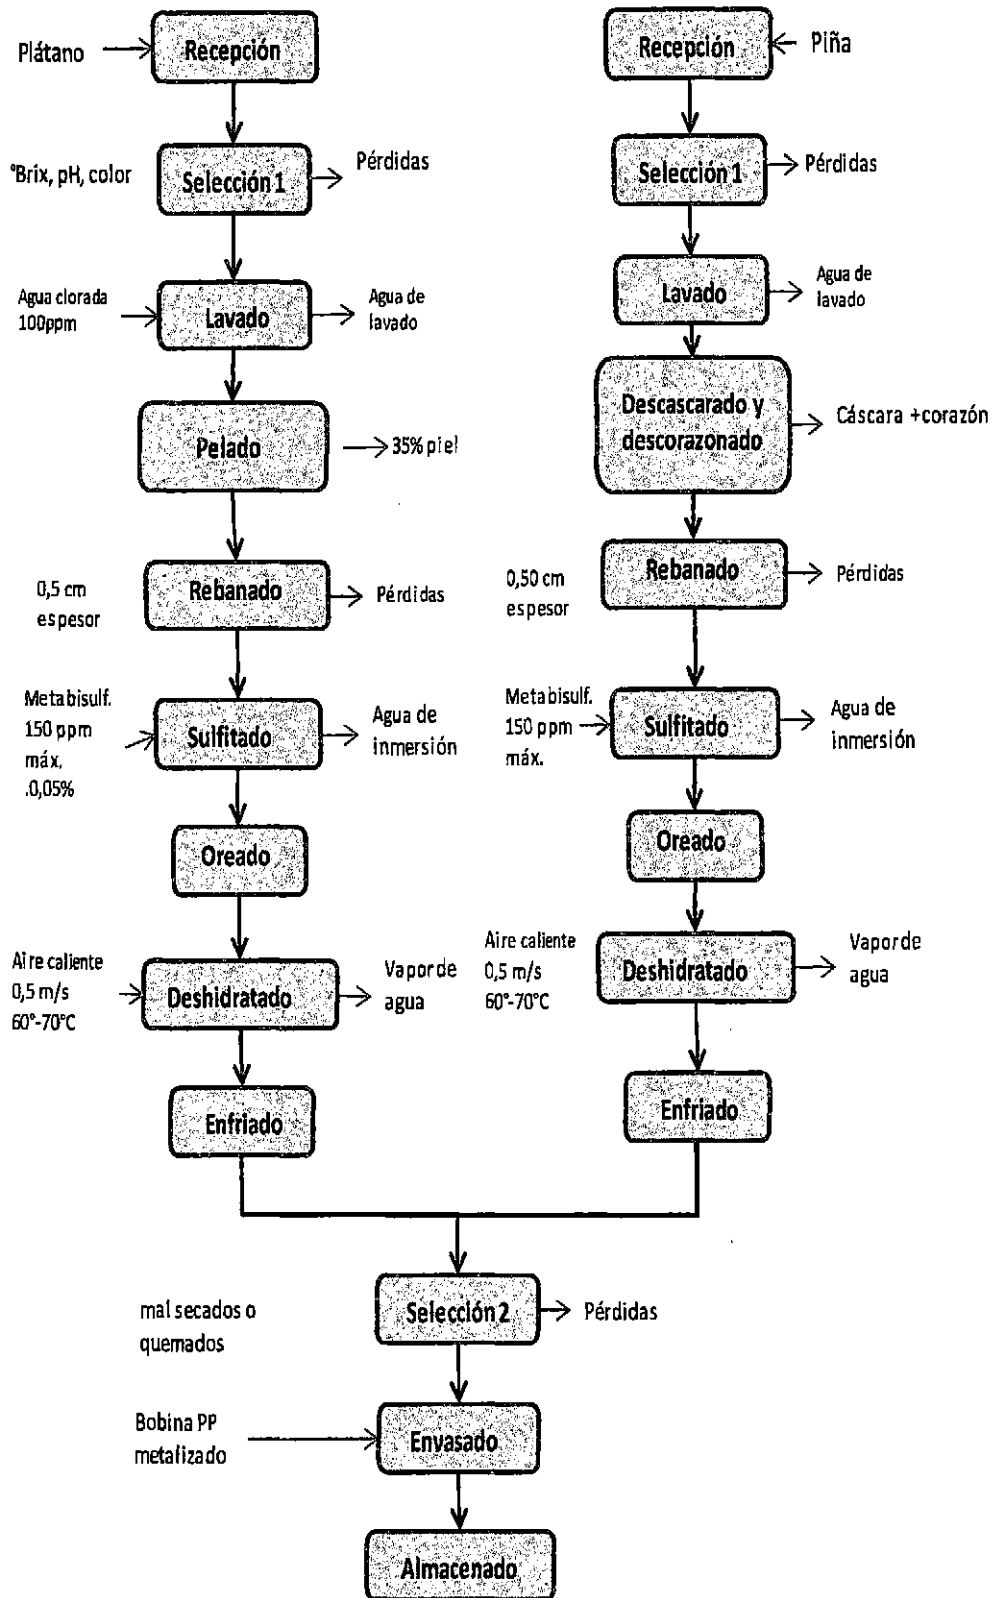 Plátano
Recepción
°Brix, pH, color
Selección 1
Pérdidas
Agua clorada
100ppm
Lavado
Agua de
lavado
Pelado
35% piel
0,5 cm
espesor
Rebanado
Pérdidas
Metabisulf.
150 ppm
máx.
.0,05%
Sulfitado
Agua de
inmersión
Oreado
Aire caliente
0,5 m/s
60°-70°C
Deshidratado
Vapor de
agua
Enfriado
Recepción
Piña
Selección 1
Pérdidas
Lavado
Agua de
lavado
Descascarado y
descorazonado
Cáscara +corazón
0,50 cm
espesor
Rebanado
Pérdidas
Metabisulf.
150 ppm
máx.
Sulfitado
Agua de
inmersión
Oreado
Aire caliente
0,5 m/s
60°-70°C
Deshidratado
Vapor de
agua
Enfriado
mal secados o
quemados
Selección 2
Pérdidas
Bobina PP
metalizado
Envasado
Almacenado